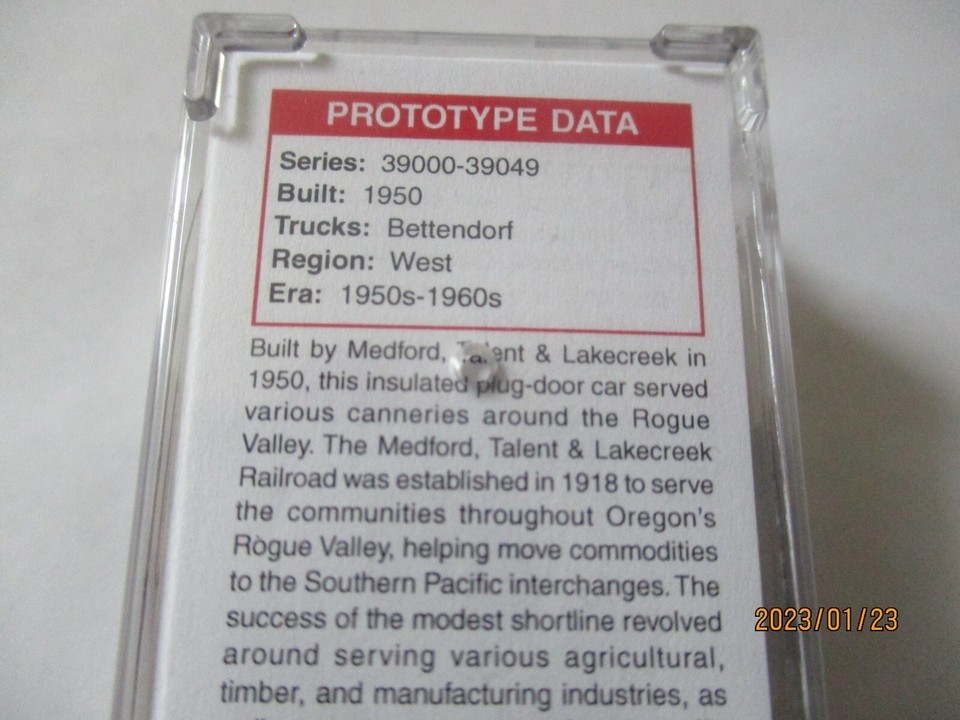 PROTOTYPE DATA
Series: 39000-39049
Built: 1950
Trucks: Bettendorf
Region: West
Era: 1950s-1960s
Built by Medford, Talent & Lakecreek in
1950, this insulated plug-door car served
various canneries around the Rogue
Valley. The Medford, Talent & Lakecreek
Railroad was established in 1918 to serve
the communities throughout Oregon's
Rogue Valley, helping move commodities
to the Southern Pacific interchanges. The
success of the modest shortline revolved
around serving various agricultural,
timber, and manufacturing industries, as
2023/01/23